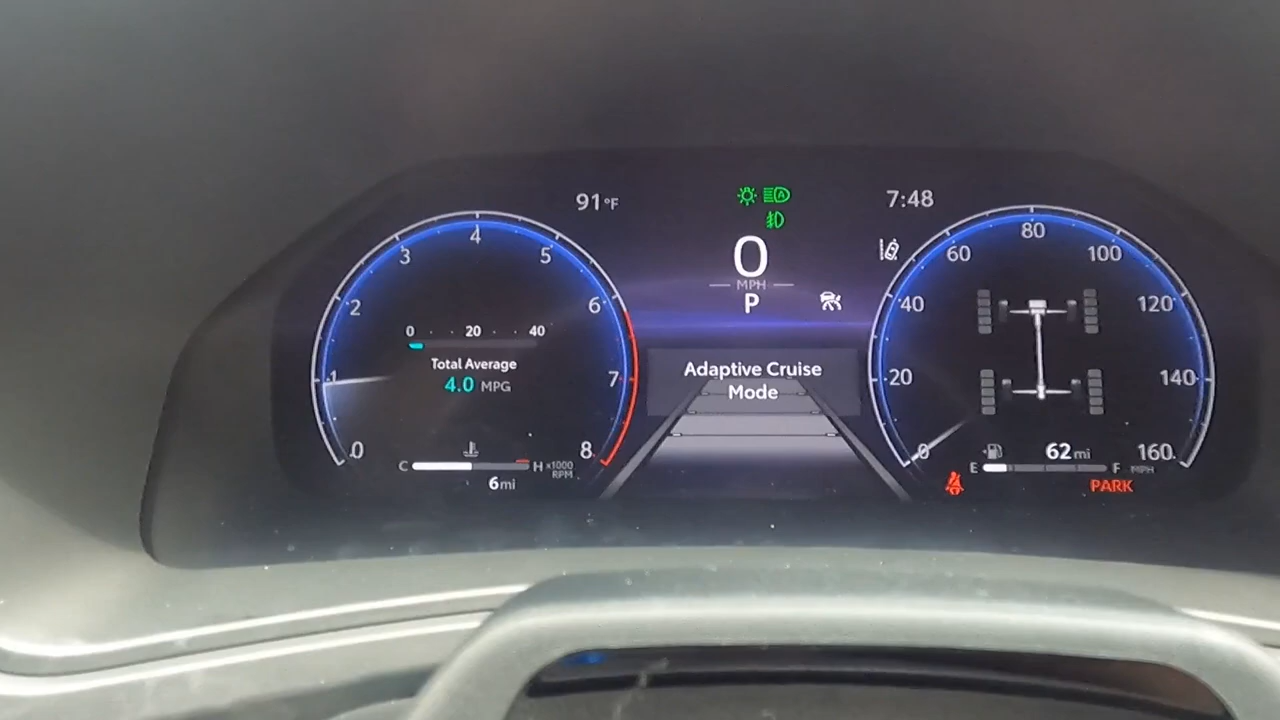 91°F
7:48
0
MPH
P
0 20 40
Total Average
4.0 MPG
0
1
2
3
4
5
6
7
8
x1000
RPM
C H
6mi
Adaptive Cruise
Mode
0
20
40
60
80
100
120
140
160
MPH
62mi
E F
PARK
A